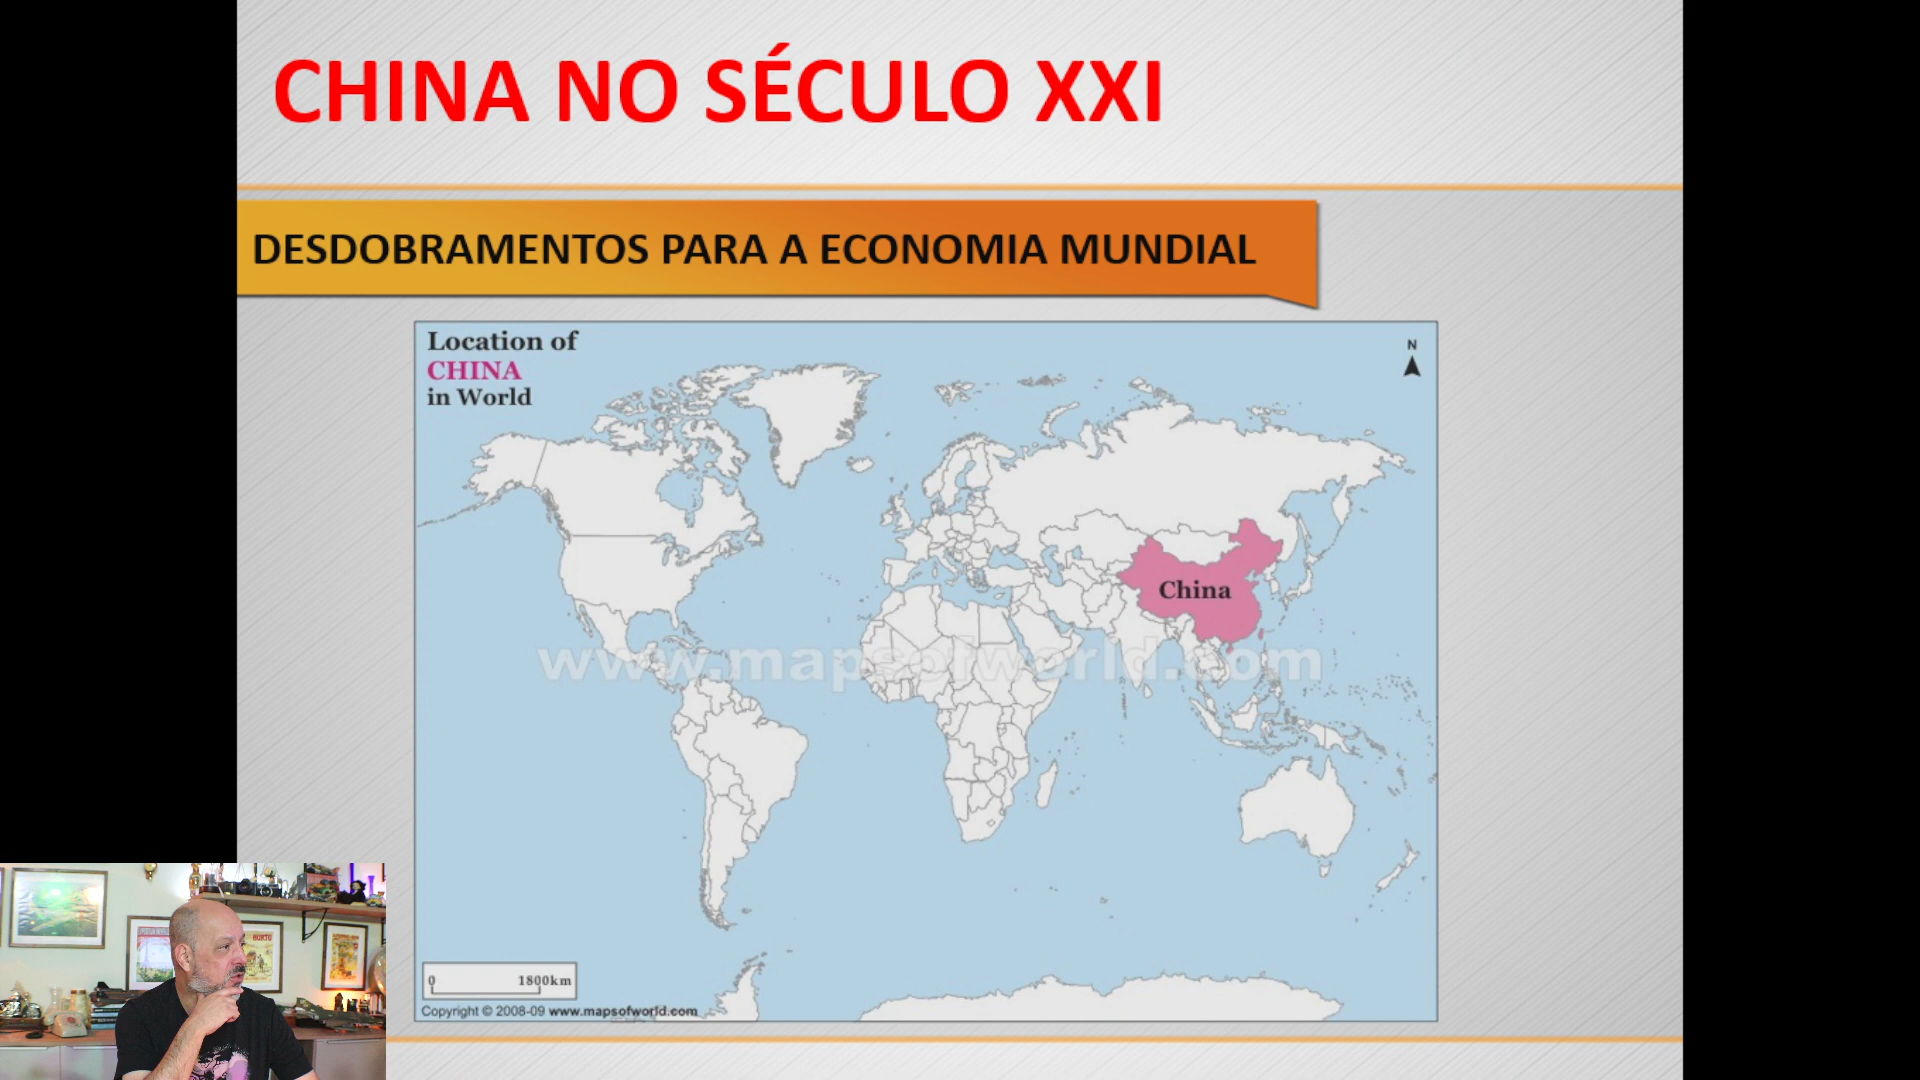 CHINA NO SÉCULO XXI
DESDOBRAMENTOS PARA A ECONOMIA MUNDIAL
Location of
CHINA
in World
N
China
www.mapsofworld.com
0 1800km
Copyright © 2008-09 www.mapsofworld.com